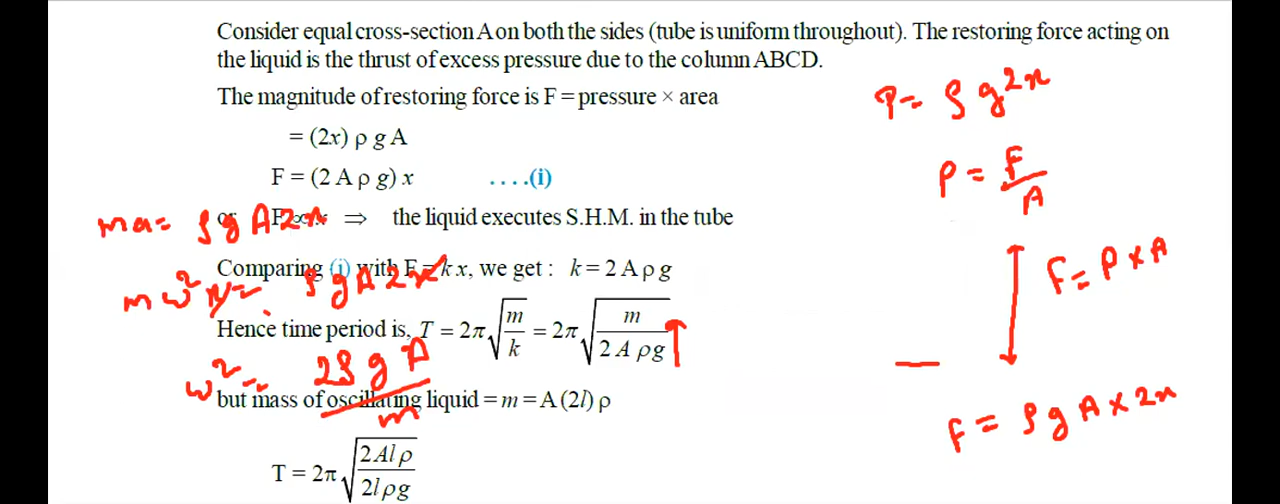 Consider equal cross-section A on both the sides (tube is uniform throughout). The restoring force acting on
the liquid is the thrust of excess pressure due to the column ABCD.
The magnitude of restoring force is F = pressure × area
= (2x) ρ g A
F = (2 A ρ g) x ....(i)
or F ∝ x ⇒ the liquid executes S.H.M. in the tube
Comparing (i) with F = k x, we get : k = 2 A ρ g
Hence time period is, T = 2π √(m/k) = 2π √(m/(2 A ρg))
but mass of oscillating liquid = m = A (2l) ρ
T = 2π √(2Al ρ/(2lρg))
P = ρ g 2x
P = F/A
F = P × A
F = ρ g A × 2x
ma = ρ g A 2x
m ω² x = ρ g A 2x
ω² = 2ρ g A/m